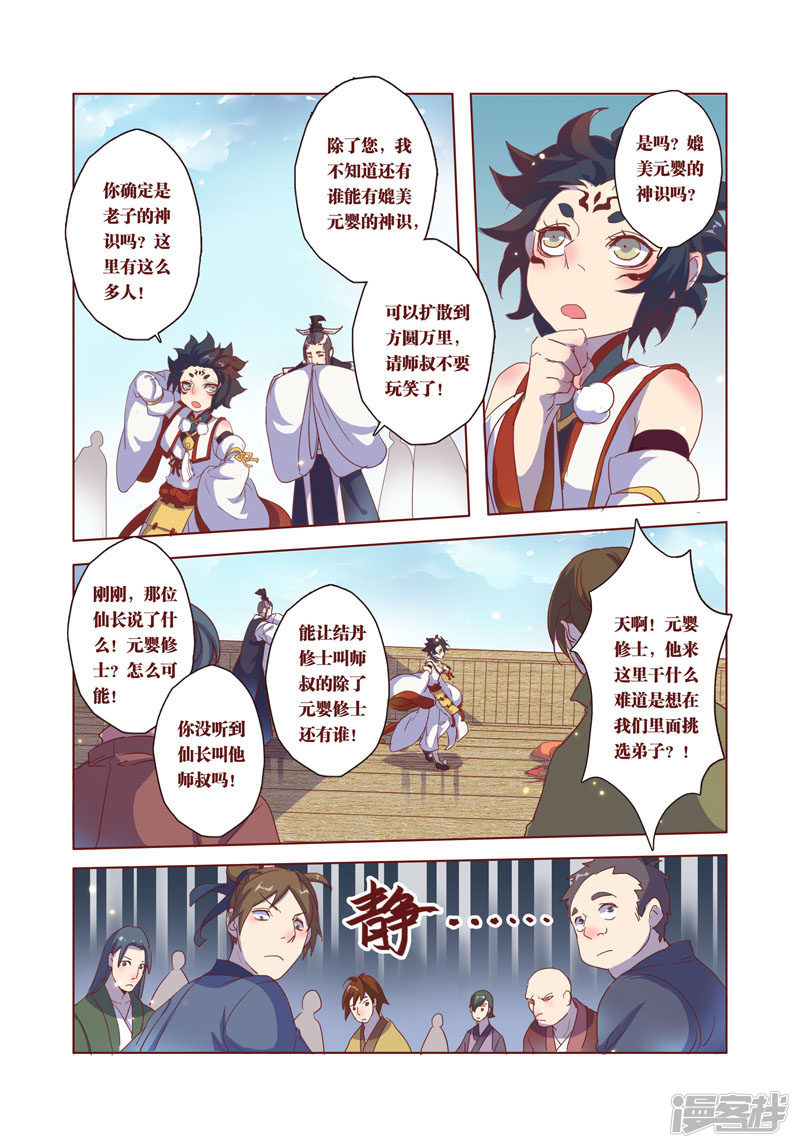 你确定是
老子的神
识吗？这
里有这么
多人！
除了您，我
不知道还有
谁能有媲美
元婴的神识，
可以扩散到
方圆万里，
请师叔不要
玩笑了！
是吗？媲
美元婴的
神识吗？
刚刚，那位
仙长说了什
么！元婴修
士？怎么可
能！
你没听到
仙长叫他
师叔吗！
能让结丹
修士叫师
叔的除了
元婴修士
还有谁！
天啊！元婴
修士，他来
这里干什么
难道是想在
我们里面挑
选弟子？！
静······
漫客栈